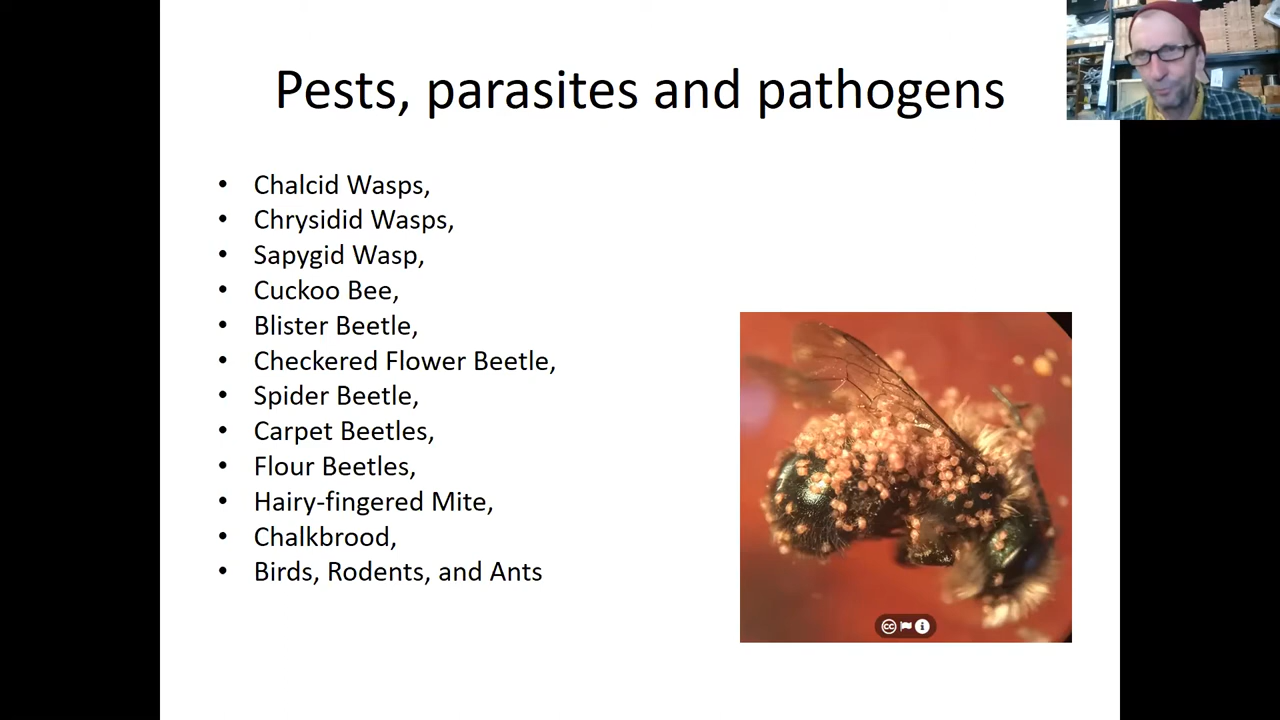 Pests, parasites and pathogens
• Chalcid Wasps,
• Chrysidid Wasps,
• Sapygid Wasp,
• Cuckoo Bee,
• Blister Beetle,
• Checkered Flower Beetle,
• Spider Beetle,
• Carpet Beetles,
• Flour Beetles,
• Hairy-fingered Mite,
• Chalkbrood,
• Birds, Rodents, and Ants
cc